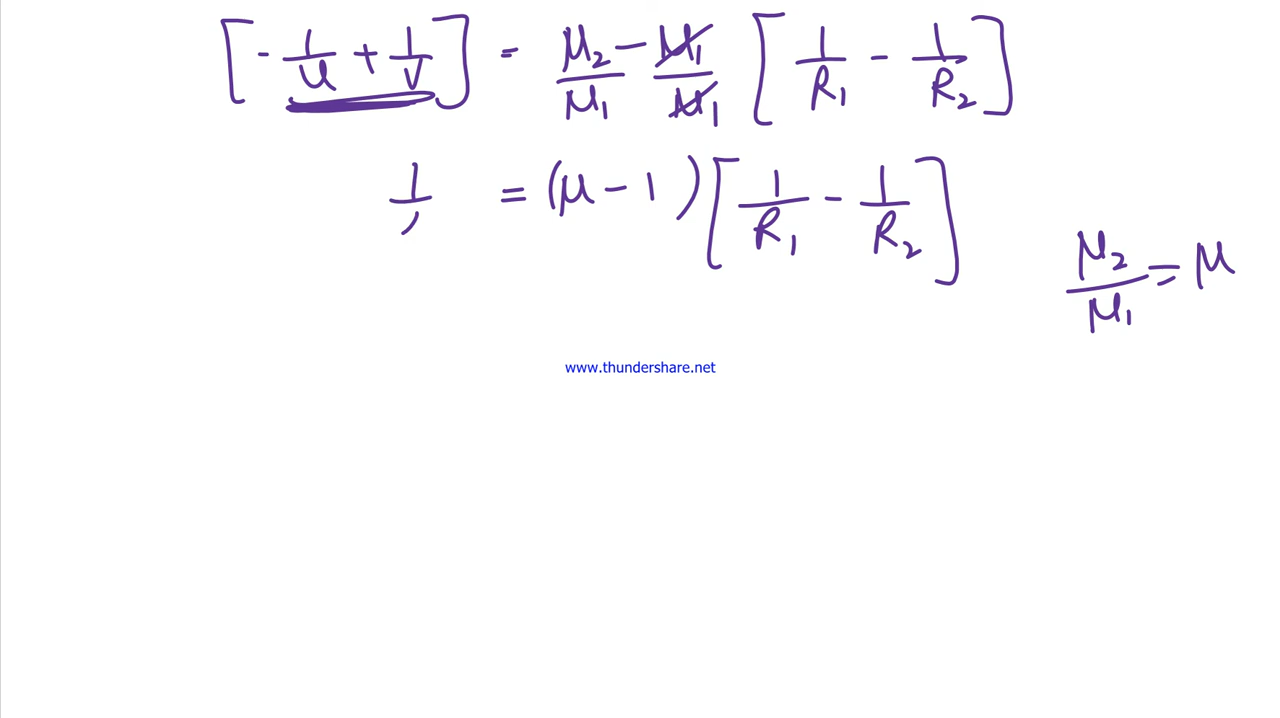 [ - 1/u + 1/v ] = μ₂/μ₁ - μ₁/μ₁ [ 1/R₁ - 1/R₂ ]
1/ = (μ - 1) [ 1/R₁ - 1/R₂ ]
μ₂/μ₁ = μ
www.thundershare.net